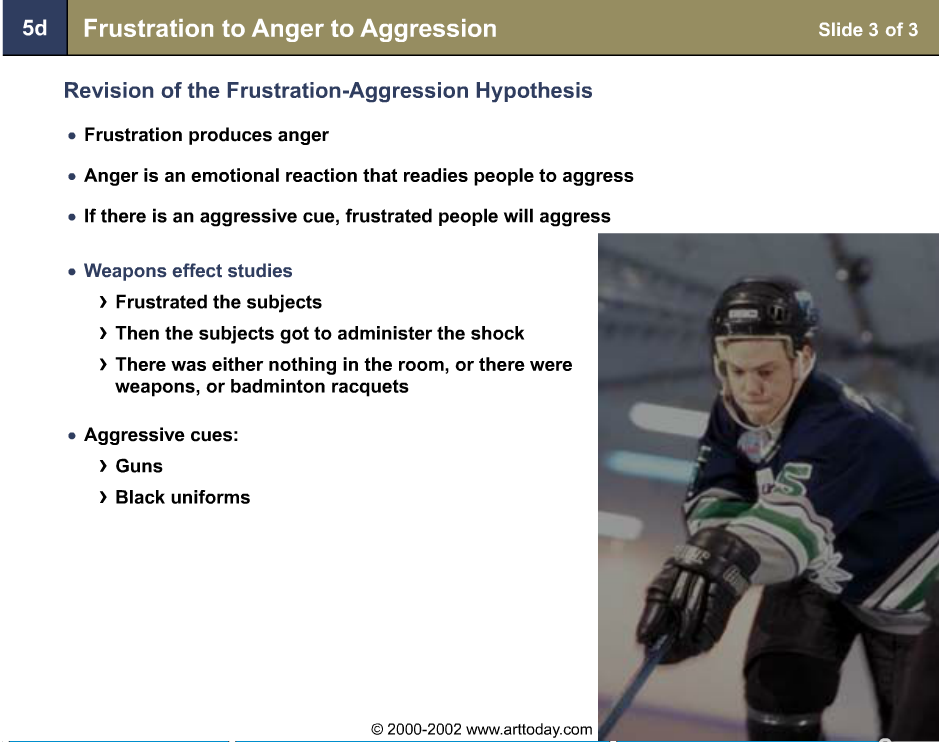 5d
Frustration to Anger to Aggression
Slide 3 of 3
Revision of the Frustration-Aggression Hypothesis
• Frustration produces anger
• Anger is an emotional reaction that readies people to aggress
• If there is an aggressive cue, frustrated people will aggress
• Weapons effect studies
❯ Frustrated the subjects
❯ Then the subjects got to administer the shock
❯ There was either nothing in the room, or there were
weapons, or badminton racquets
• Aggressive cues:
❯ Guns
❯ Black uniforms
5
© 2000-2002 www.arttoday.com